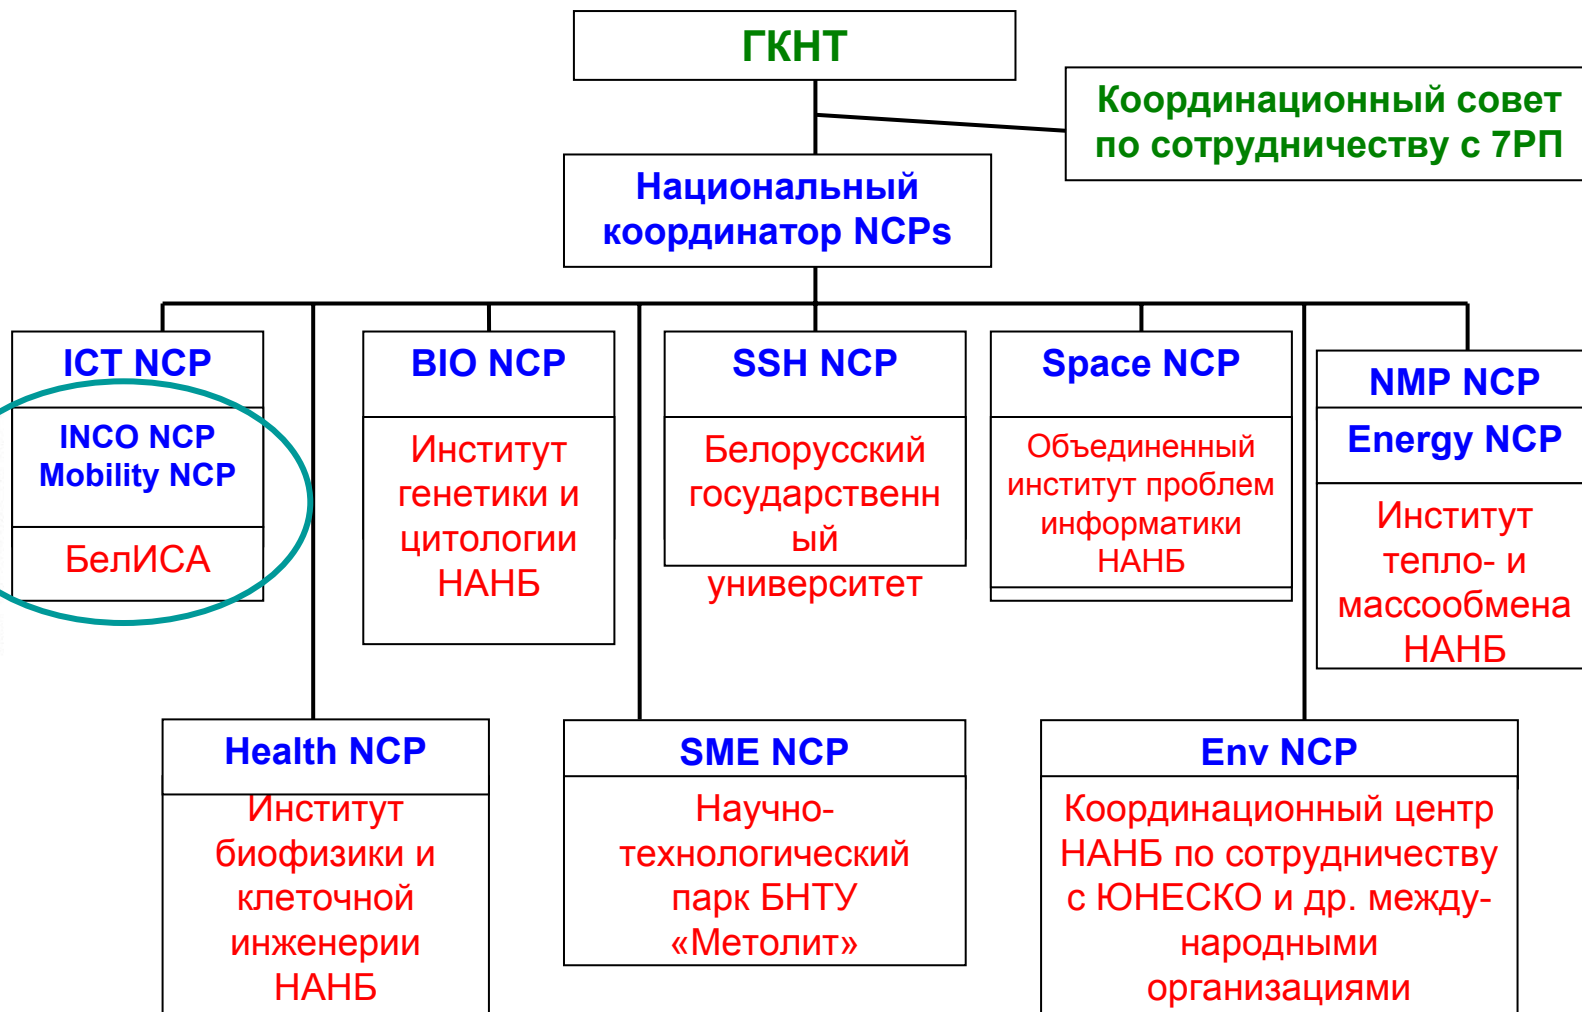 ГКНТ
Координационный совет
по сотрудничеству с 7РП
Национальный
координатор NCPs
ICT NCP
INCO NCP
Mobility NCP
БелИСА
BIO NCP
Институт
генетики и
цитологии
НАНБ
SSH NCP
Белорусский
государственн
ый
университет
Space NCP
Объединенный
институт проблем
информатики
НАНБ
NMP NCP
Energy NCP
Институт
тепло- и
массообмена
НАНБ
Health NCP
Институт
биофизики и
клеточной
инженерии
НАНБ
SME NCP
Научно-
технологический
парк БНТУ
«Метолит»
Env NCP
Координационный центр
НАНБ по сотрудничеству
с ЮНЕСКО и др. между-
народными
организациями